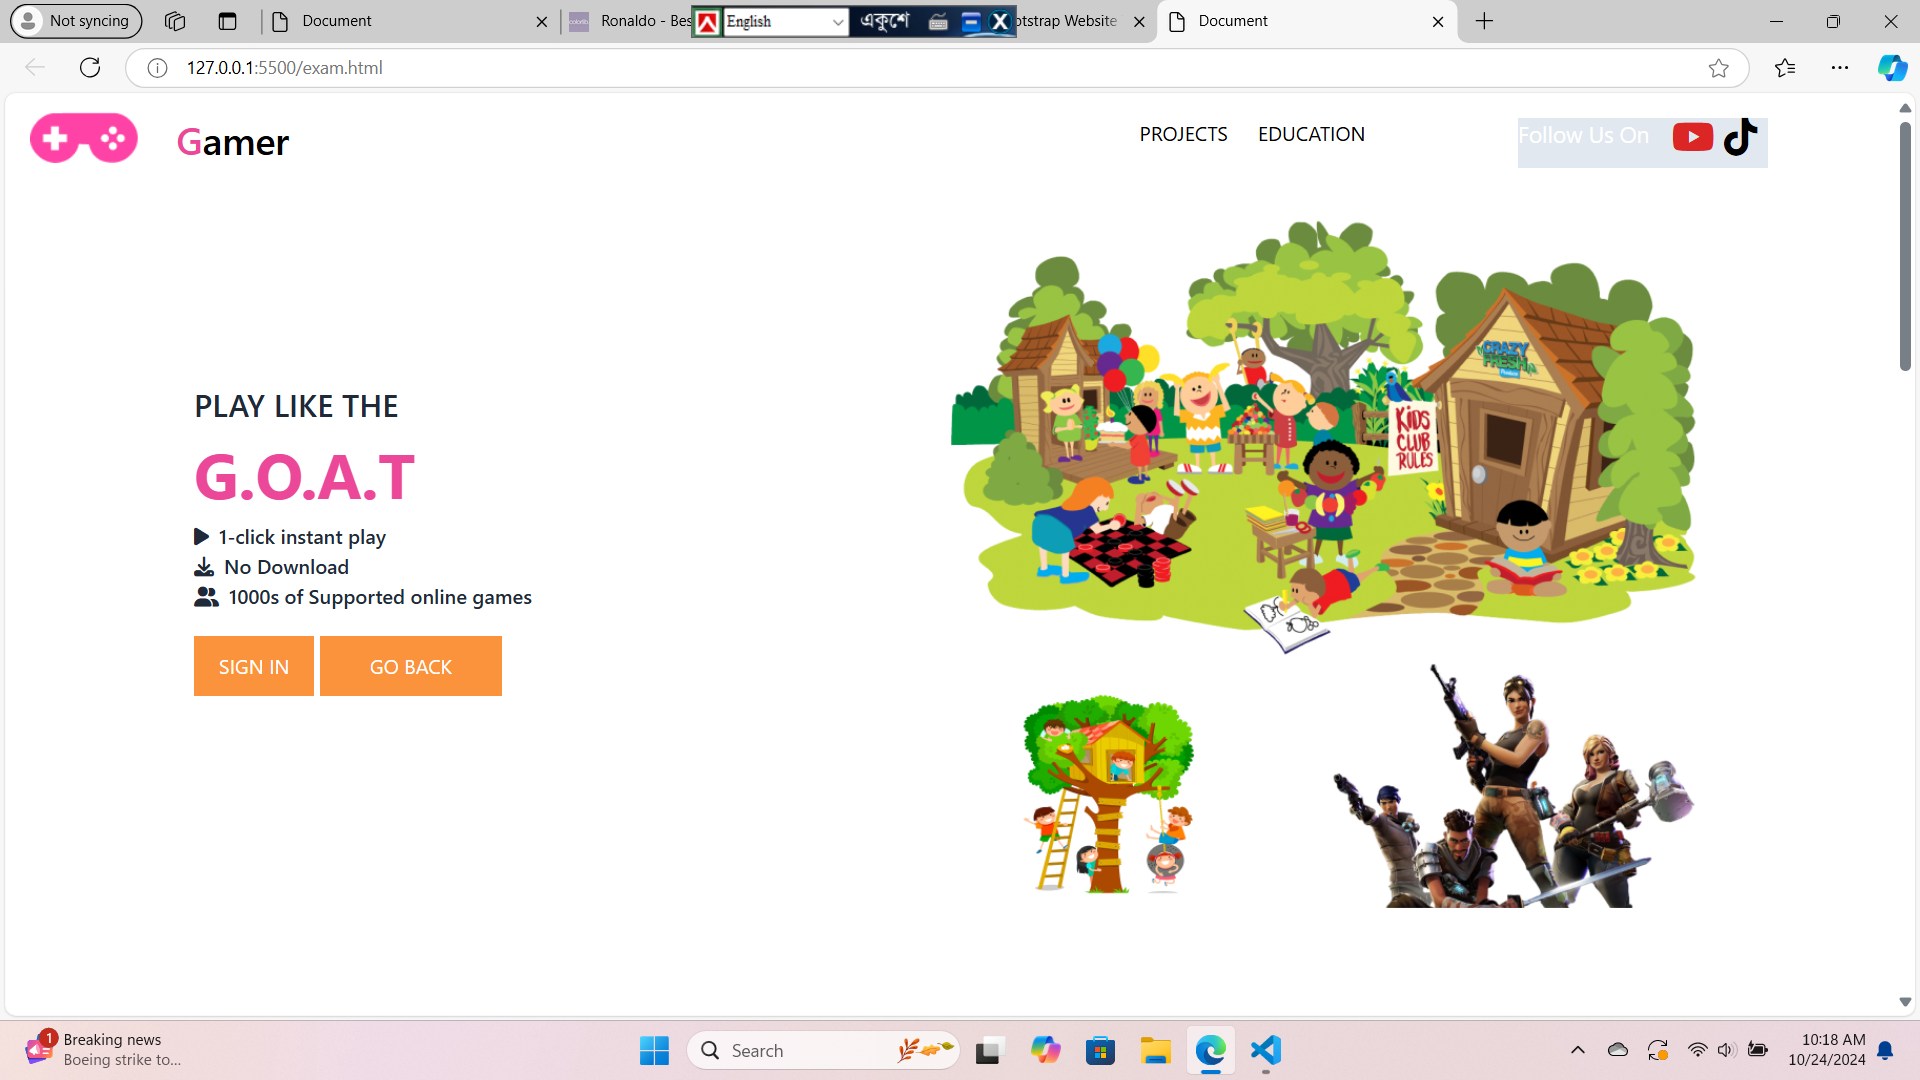 Not syncing
Document
Ronaldo - Bes
English
একুশে
otstrap Website
Document
127.0.0.1:5500/exam.html
Gamer
PROJECTS
EDUCATION
Follow Us On
CRAZY
FRESH
KiDS
CLUB
RULES
PLAY LIKE THE
G.O.A.T
1-click instant play
No Download
1000s of Supported online games
SIGN IN
GO BACK
1
Breaking news
Boeing strike to...
Search
10:18 AM
10/24/2024